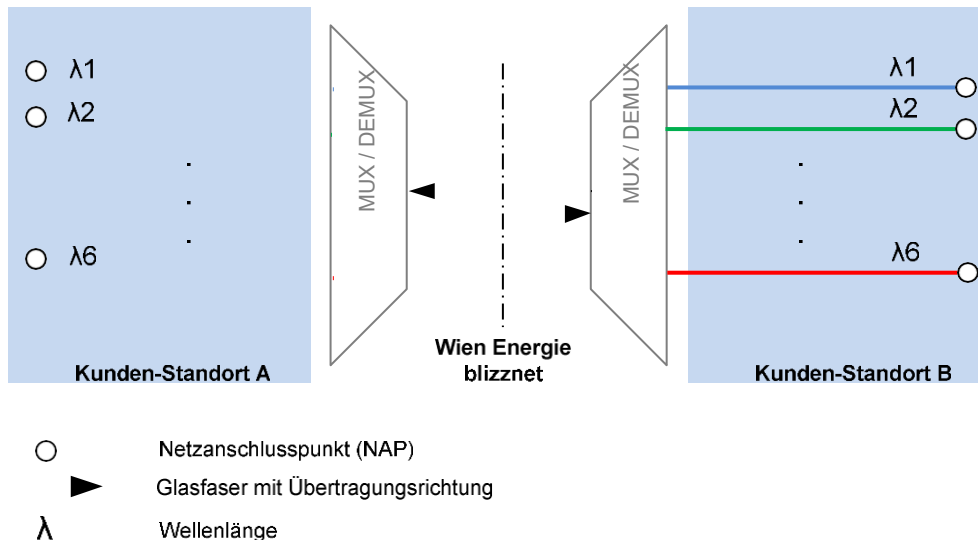 λ1
λ2
λ6
MUX / DEMUX
Kunden-Standort A
Wien Energie
blizznet
MUX / DEMUX
λ1
λ2
λ6
Kunden-Standort B
Netzanschlusspunkt (NAP)
Glasfaser mit Übertragungsrichtung
λ Wellenlänge